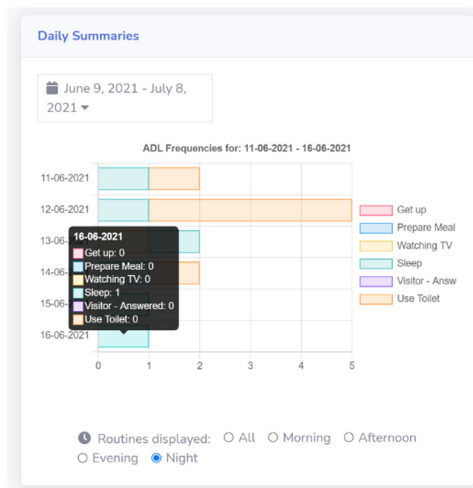 Daily Summaries
June 9, 2021 - July 8,
2021
ADL Frequencies for: 11-06-2021 - 16-06-2021
11-06-2021
12-06-2021
13-06
14-06
15-06
16-06-2021
16-06-2021
Get up: 0
Prepare Meal: 0
Watching TV: 0
Sleep: 1
Visitor - Answered: 0
Use Toilet: 0
0 1 2 3 4 5
Get up
Prepare Meal
Watching TV
Sleep
Visitor - Answ
Use Toilet
Routines displayed: All Morning Afternoon
Evening Night